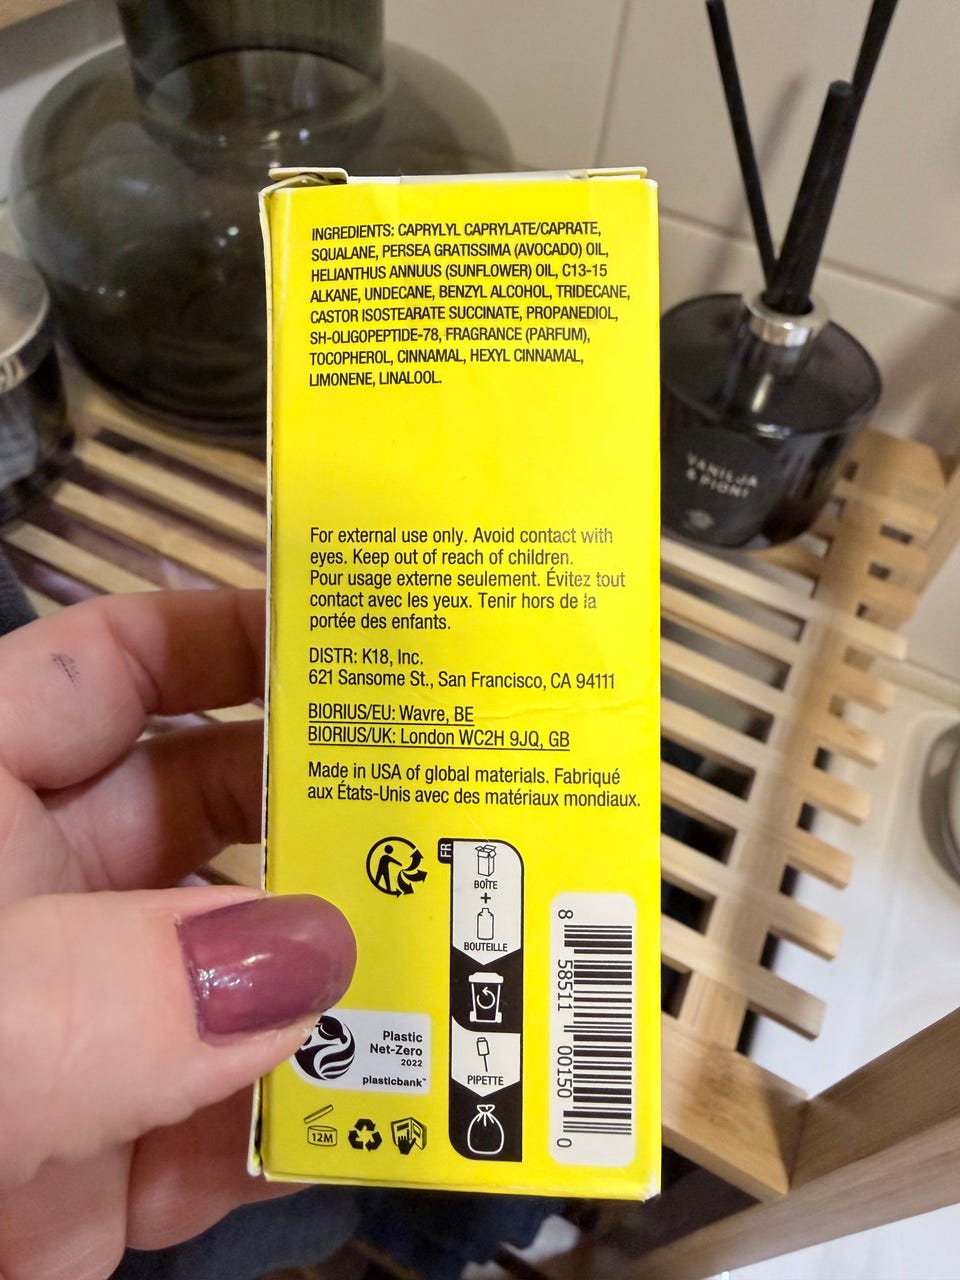 INGREDIENTS: CAPRYLYL CAPRYLATE/CAPRATE,
SQUALANE, PERSEA GRATISSIMA (AVOCADO) OIL,
HELIANTHUS ANNUUS (SUNFLOWER) OIL, C13-15
ALKANE, UNDECANE, BENZYL ALCOHOL, TRIDECANE,
CASTOR ISOSTEARATE SUCCINATE, PROPANEDIOL,
SH-OLIGOPEPTIDE-78, FRAGRANCE (PARFUM),
TOCOPHEROL, CINNAMAL, HEXYL CINNAMAL,
LIMONENE, LINALOOL.
VANILJA
& PIONI
For external use only. Avoid contact with
eyes. Keep out of reach of children.
Pour usage externe seulement. Évitez tout
contact avec les yeux. Tenir hors de la
portée des enfants.
DISTR: K18, Inc.
621 Sansome St., San Francisco, CA 94111
BIORIUS/EU: Wavre, BE
BIORIUS/UK: London WC2H 9JQ, GB
Made in USA of global materials. Fabriqué
aux États-Unis avec des matériaux mondiaux.
FR
BOÎTE
+
BOUTEILLE
PIPETTE
Plastic
Net-Zero
2022
plasticbank™
12M
8 58511 00150 0